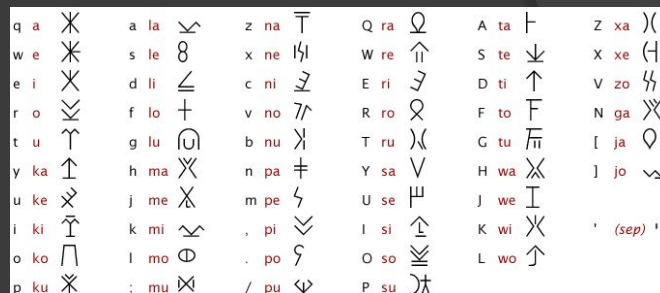 q a 𐠀 a la 𐠏 z na 𐠙 Q ra 𐠣 A ta 𐠭 Z xa 𐠷
w e 𐠁 s le 𐠐 x ne 𐠚 W re 𐠤 S te 𐠮 X xe 𐠸
e i 𐠂 d li 𐠑 c ni 𐠛 E ri 𐠥 D ti 𐠯 V zo 𐠿
r o 𐠃 f lo 𐠒 v no 𐠜 R ro 𐠦 F to 𐠰 N ga
t u 𐠄 g lu 𐠓 b nu 𐠝 T ru 𐠧 G tu 𐠱 [ ja 𐠅
y ka 𐠊 h ma 𐠔 n pa 𐠞 Y sa 𐠨 H wa 𐠲 ] jo 𐠈
u ke 𐠋 j me 𐠕 m pe 𐠟 U se 𐠩 J we 𐠳
i ki 𐠌 k mi 𐠖 , pi 𐠠 I si 𐠪 K wi 𐠴 ' (sep) '
o ko 𐠍 l mo 𐠗 . po 𐠡 O so 𐠫 L wo 𐠵
p ku 𐠎 ; mu 𐠘 / pu 𐠢 P su 𐠬